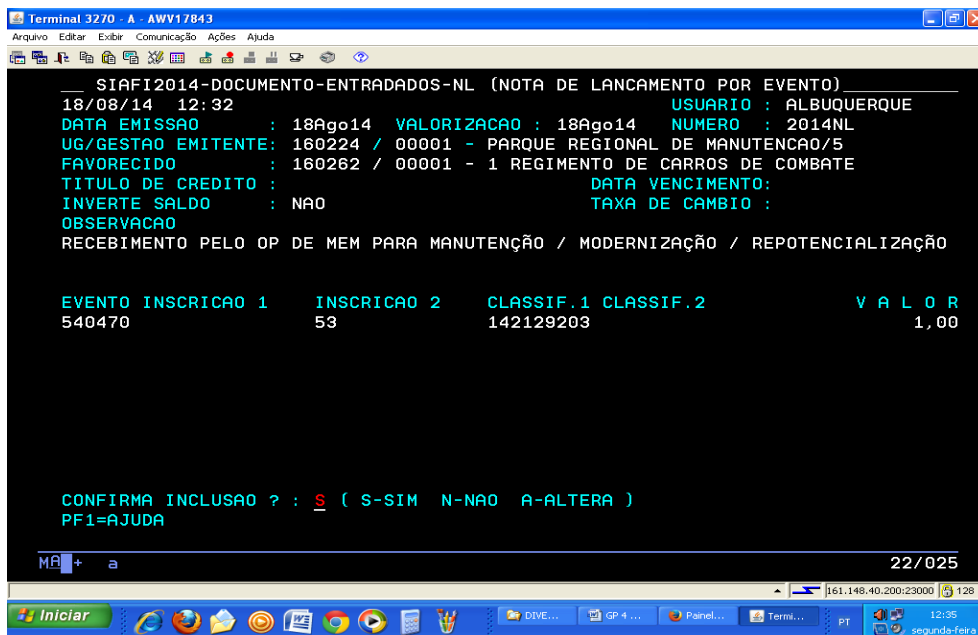 Terminal 3270 - A - AWV17843
Arquivo Editar Exibir Comunicação Ações Ajuda
__ SIAFI2014-DOCUMENTO-ENTRADADOS-NL (NOTA DE LANCAMENTO POR EVENTO)__________
18/08/14 12:32 USUARIO : ALBUQUERQUE
DATA EMISSAO : 18Ago14 VALORIZACAO : 18Ago14 NUMERO : 2014NL
UG/GESTAO EMITENTE: 160224 / 00001 - PARQUE REGIONAL DE MANUTENCAO/5
FAVORECIDO : 160262 / 00001 - 1 REGIMENTO DE CARROS DE COMBATE
TITULO DE CREDITO : DATA VENCIMENTO:
INVERTE SALDO : NAO TAXA DE CAMBIO :
OBSERVACAO
RECEBIMENTO PELO OP DE MEM PARA MANUTENçãO / MODERNIZAçãO / REPOTENCIALIZAçãO
EVENTO INSCRICAO 1 INSCRICAO 2 CLASSIF.1 CLASSIF.2 V A L O R
540470 53 142129203 1,00
CONFIRMA INCLUSAO ? : S ( S-SIM N-NAO A-ALTERA )
PF1=AJUDA
MA + a 22/025
161.148.40.200:23000 128
Iniciar DIVE... GP 4 ... Painel... Termi... PT 12:35
segunda-feira